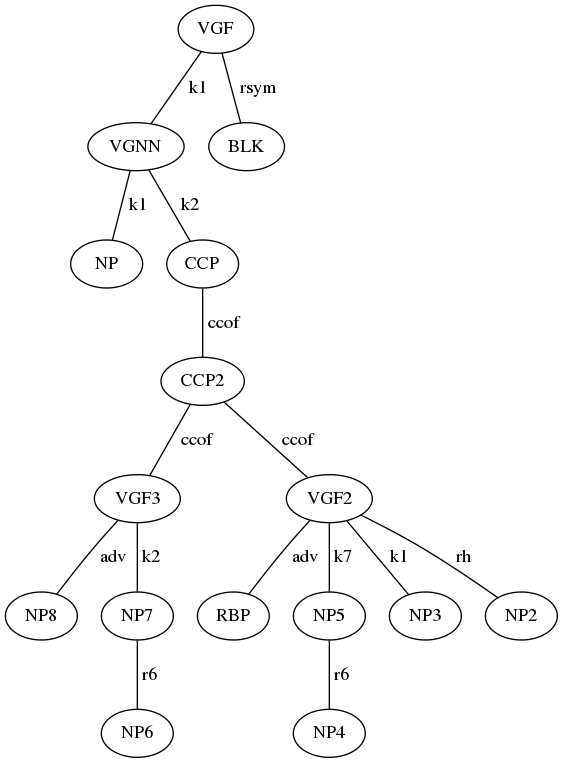 VGF
k1 rsym
VGNN BLK
k1 k2
NP CCP
ccof
CCP2
ccof ccof
VGF3 VGF2
adv k2 adv k7 k1 rh
NP8 NP7 RBP NP5 NP3 NP2
r6 r6
NP6 NP4